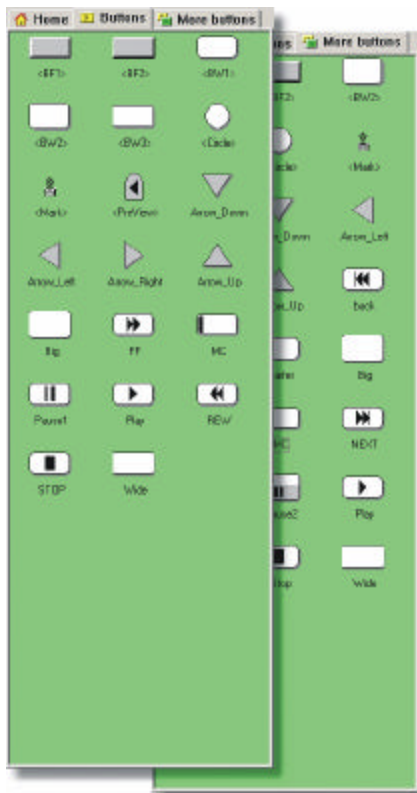 Home Buttons More buttons
<BF1> <BF2> <BW1>
<BW2> <BW3> <Circle>
<Mark> <PreView> Arrow_Down
Arrow_Left Arrow_Right Arrow_Up
Big FF MC
Pause1 Play REW
STOP Wide
More buttons
<BW2>
<Mark>
Arrow_Left
back
Big
MC NEXT
Play
Wide